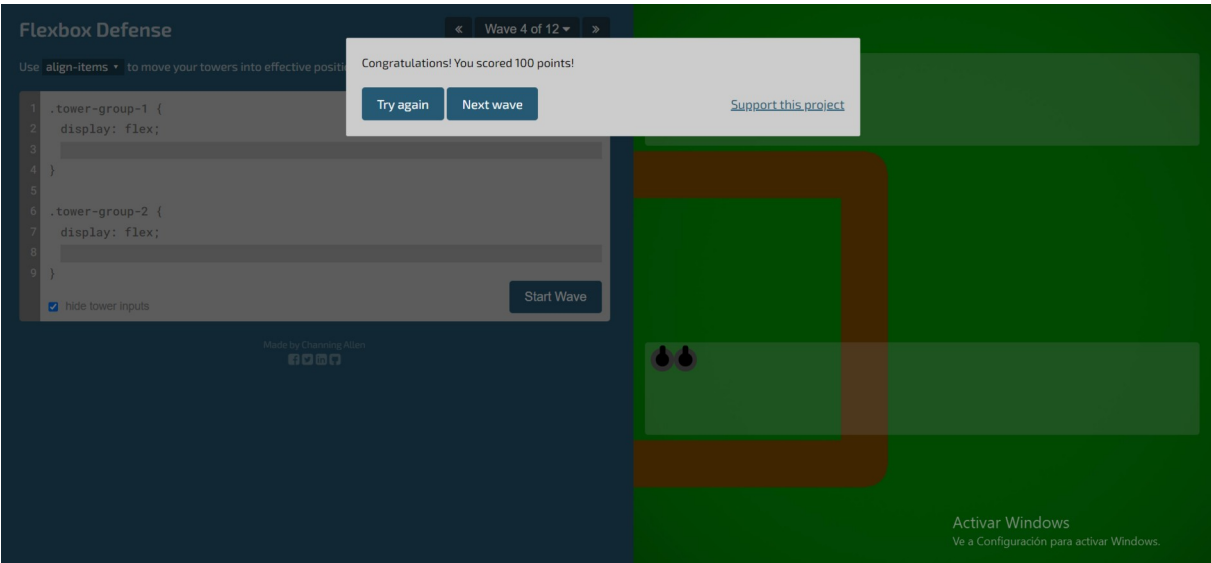 Flexbox Defense
« Wave 4 of 12 »
Use align-items to move your towers into effective positi
Congratulations! You scored 100 points!
Try again Next wave Support this project
1 .tower-group-1 {
2 display: flex;
3
4 }
5
6 .tower-group-2 {
7 display: flex;
8
9 }
hide tower inputs
Start Wave
Made by Channing Allen
Activar Windows
Ve a Configuración para activar Windows.